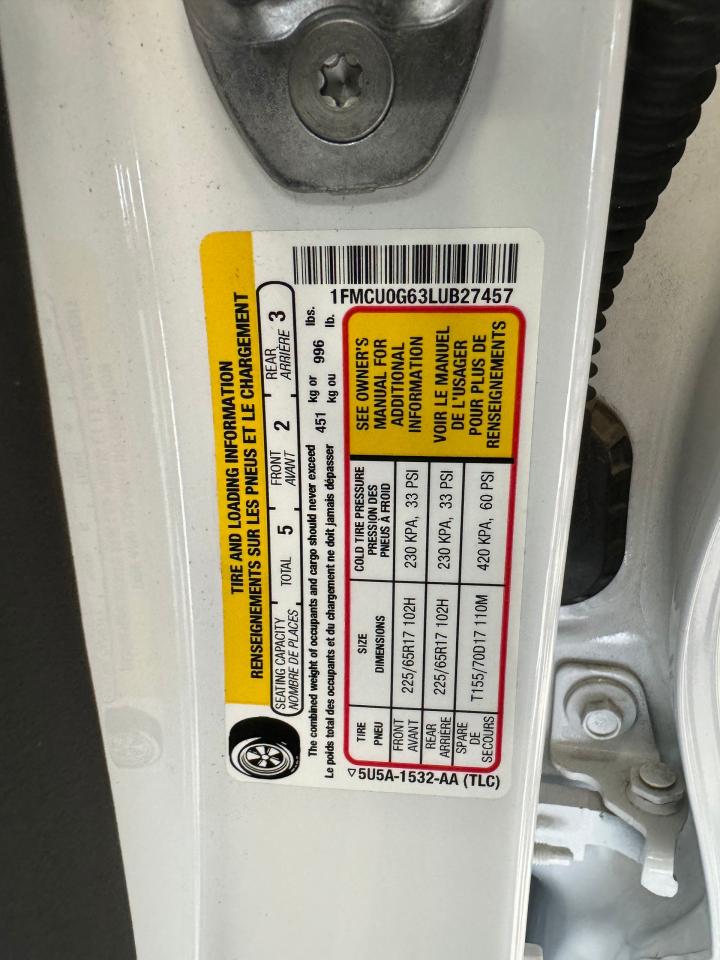 TIRE AND LOADING INFORMATION
RENSEIGNEMENTS SUR LES PNEUS ET LE CHARGEMENT
SEATING CAPACITY TOTAL 5 FRONT 2 REAR 3
NOMBRE DE PLACES AVANT ARRIÈRE
The combined weight of occupants and cargo should never exceed 451 kg or 996 lbs.
Le poids total des occupants et du chargement ne doit jamais dépasser kg ou lb.
TIRE SIZE COLD TIRE PRESSURE
PNEU DIMENSIONS PRESSION DES
PNEUS À FROID
FRONT 225/65R17 102H 230 KPA, 33 PSI
AVANT
REAR 225/65R17 102H 230 KPA, 33 PSI
ARRIÈRE
SPARE T155/70D17 110M 420 KPA, 60 PSI
DE
SECOURS
SEE OWNER'S
MANUAL FOR
ADDITIONAL
INFORMATION
VOIR LE MANUEL
DE L'USAGER
POUR PLUS DE
RENSEIGNEMENTS
5U5A-1532-AA (TLC)
1FMCU0G63LUB27457